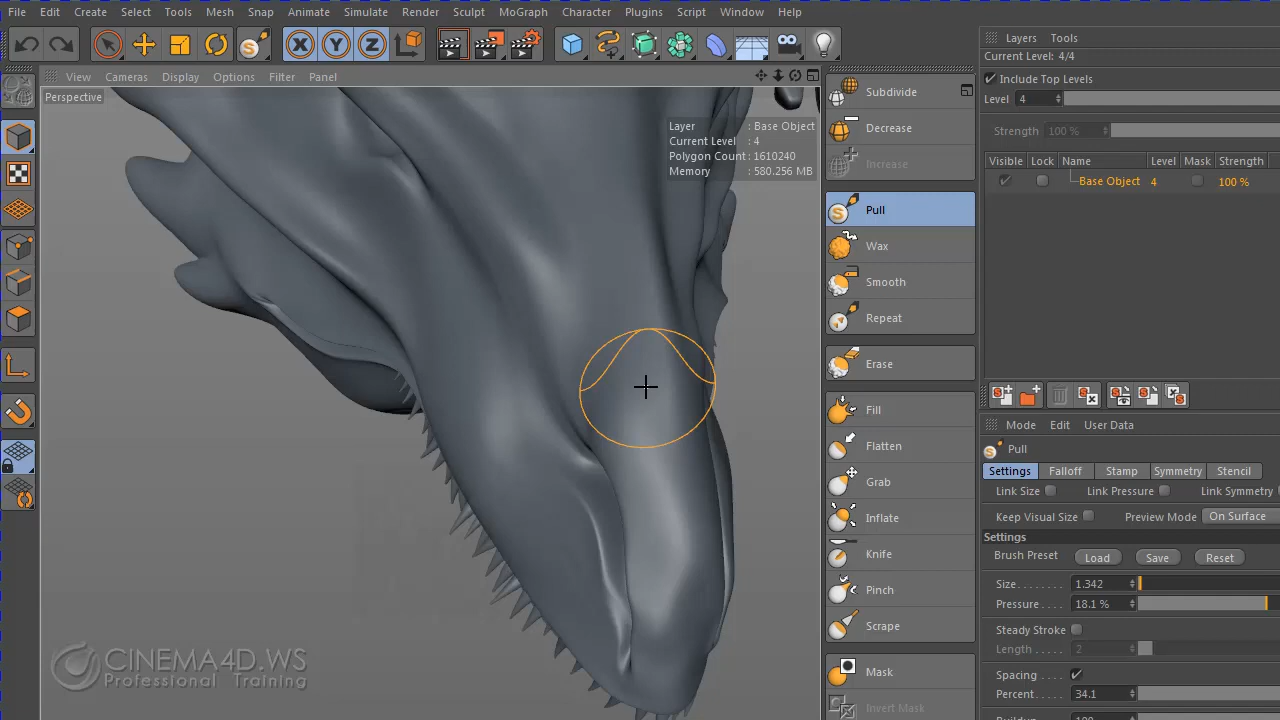 File Edit Create Select Tools Mesh Snap Animate Simulate Render Sculpt MoGraph Character Plugins Script Window Help
X Y Z
View Cameras Display Options Filter Panel
Perspective
Layer : Base Object
Current Level : 4
Polygon Count : 1610240
Memory : 580.256 MB
CINEMA4D.WS
Professional Training
Subdivide
Decrease
Increase
Pull
Wax
Smooth
Repeat
Erase
Fill
Flatten
Grab
Inflate
Knife
Pinch
Scrape
Mask
Invert Mask
Layers Tools
Current Level: 4/4
Include Top Levels
Level 4
Strength 100 %
Visible Lock Name Level Mask Strength
Base Object 4 100 %
Mode Edit User Data
Pull
Settings Falloff Stamp Symmetry Stencil
Link Size Link Pressure Link Symmetry
Keep Visual Size Preview Mode On Surface
Settings
Brush Preset Load Save Reset
Size 1.342
Pressure 18.1 %
Steady Stroke
Length 2
Spacing
Percent 34.1